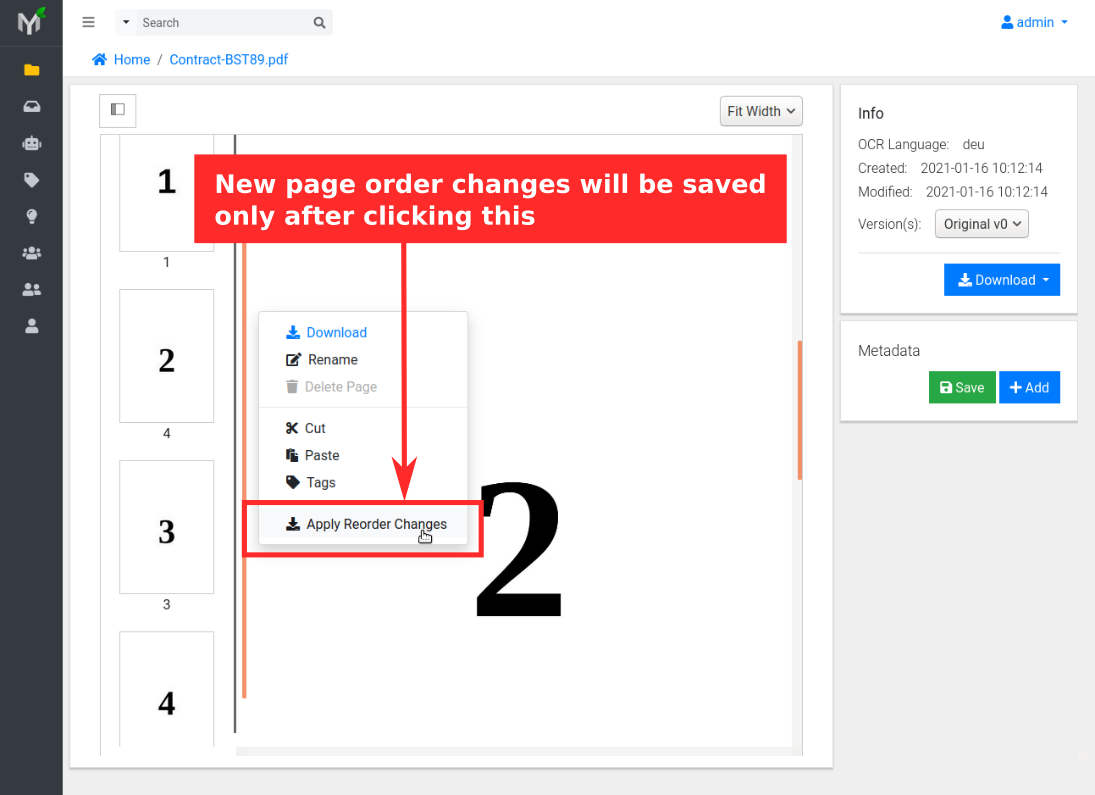 Search
admin
Home / Contract-BST89.pdf
Fit Width
1
1
2
4
3
3
4
New page order changes will be saved
only after clicking this
Download
Rename
Delete Page
Cut
Paste
Tags
Apply Reorder Changes
2
Info
OCR Language: deu
Created: 2021-01-16 10:12:14
Modified: 2021-01-16 10:12:14
Version(s): Original v0
Download
Metadata
Save
Add